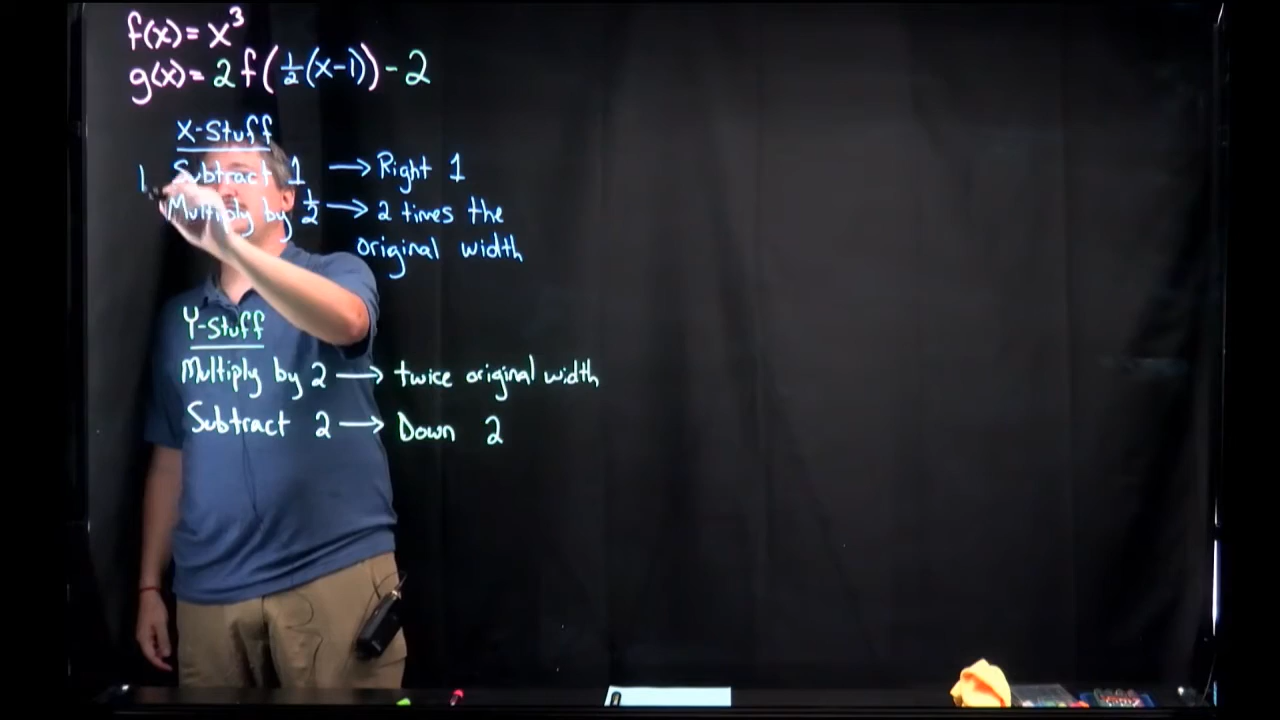 f(x) = x³
g(x) = 2 f(½(x-1)) - 2
X-Stuff
1 Subtract 1 → Right 1
Multiply by ½ → 2 times the
original width
Y-stuff
Multiply by 2 → twice original width
Subtract 2 → Down 2